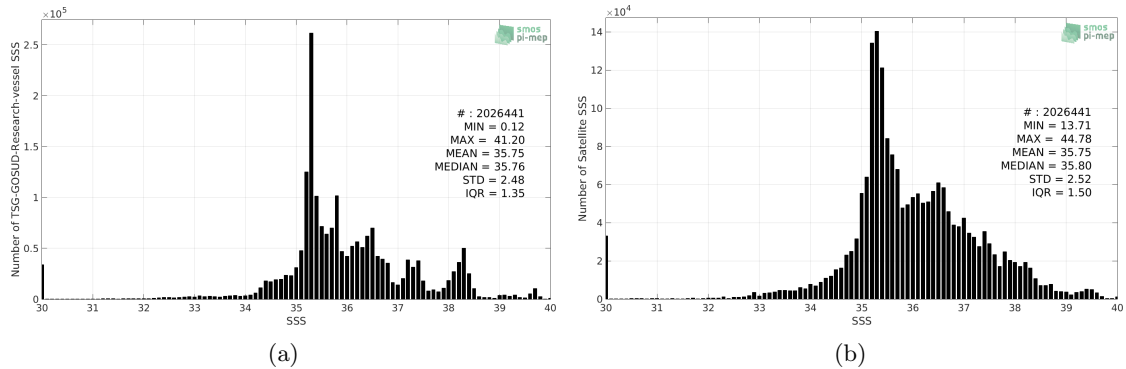 ×10⁵
Number of TSG-GOSUD-Research-vessel SSS
2.5
2
1.5
1
0.5
0
30 31 32 33 34 35 36 37 38 39 40
SSS
smos
pi-mep
# : 2026441
MIN = 0.12
MAX = 41.20
MEAN = 35.75
MEDIAN = 35.76
STD = 2.48
IQR = 1.35
(a)
×10⁴
Number of Satellite SSS
14
12
10
8
6
4
2
0
30 31 32 33 34 35 36 37 38 39 40
SSS
smos
pi-mep
# : 2026441
MIN = 13.71
MAX = 44.78
MEAN = 35.75
MEDIAN = 35.80
STD = 2.52
IQR = 1.50
(b)